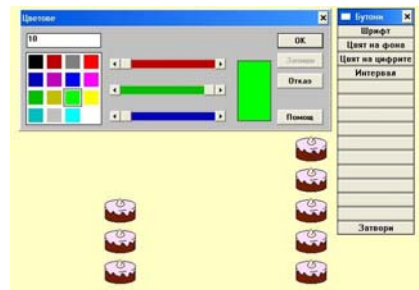 Цветове
10
OK
Запиши
Отказ
Помощ
Бутони
Шрифт
Цвят на фона
Цвят на цифрите
Интервал
Затвори